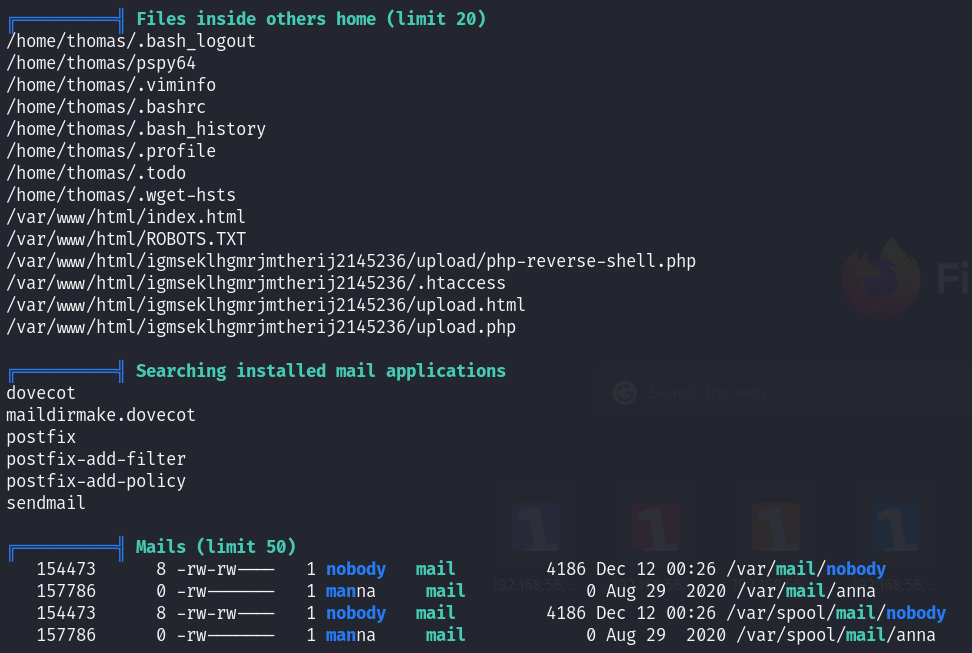 ╔══════════╣ Files inside others home (limit 20)
/home/thomas/.bash_logout
/home/thomas/pspy64
/home/thomas/.viminfo
/home/thomas/.bashrc
/home/thomas/.bash_history
/home/thomas/.profile
/home/thomas/.todo
/home/thomas/.wget-hsts
/var/www/html/index.html
/var/www/html/ROBOTS.TXT
/var/www/html/igmseklhgmrjmtherij2145236/upload/php-reverse-shell.php
/var/www/html/igmseklhgmrjmtherij2145236/.htaccess
/var/www/html/igmseklhgmrjmtherij2145236/upload.html
/var/www/html/igmseklhgmrjmtherij2145236/upload.php
Search the web
╔══════════╣ Searching installed mail applications
dovecot
maildirmake.dovecot
postfix
postfix-add-filter
postfix-add-policy
sendmail
╔══════════╣ Mails (limit 50)
154473 8 -rw-rw---- 1 nobody mail 4186 Dec 12 00:26 /var/mail/nobody
157786 0 -rw------- 1 manna mail 0 Aug 29 2020 /var/mail/anna
154473 8 -rw-rw---- 1 nobody mail 4186 Dec 12 00:26 /var/spool/mail/nobody
157786 0 -rw------- 1 manna mail 0 Aug 29 2020 /var/spool/mail/anna